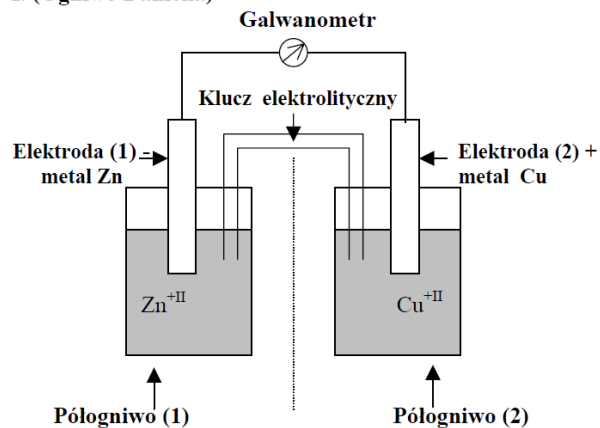 Galwanometr
Klucz elektrolityczny
Elektroda (1) -
metal Zn
Elektroda (2) +
metal Cu
Zn+II
Cu+II
Półogniwo (1)
Półogniwo (2)